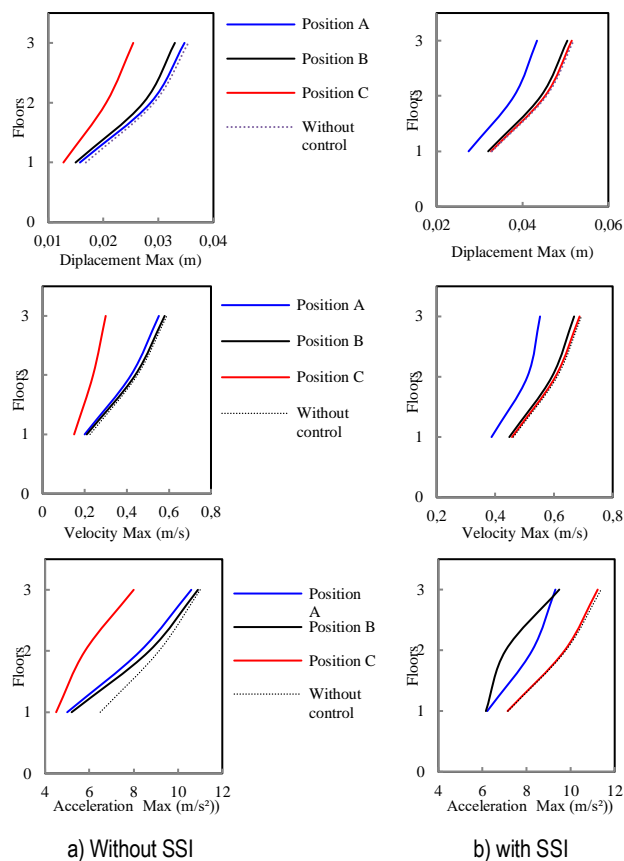 3
2
1
0
Floors
0,01 0,02 0,03 0,04
Diplacement Max (m)
Position A
Position B
Position C
Without
control
3
2
1
0
Floors
0,02 0,04 0,06
Diplacement Max (m)
3
2
1
0
Floors
0 0,2 0,4 0,6 0,8
Velocity Max (m/s)
Position A
Position B
Position C
Without
control
3
2
1
0
Floors
0,2 0,4 0,6 0,8
Velocity Max (m/s)
3
2
1
0
Floors
4 6 8 10 12
Acceleration Max (m/s²))
Position
A
Position B
Position C
Without
control
3
2
1
0
Floors
4 6 8 10 12
Acceleration Max (m/s²))
a) Without SSI
b) with SSI